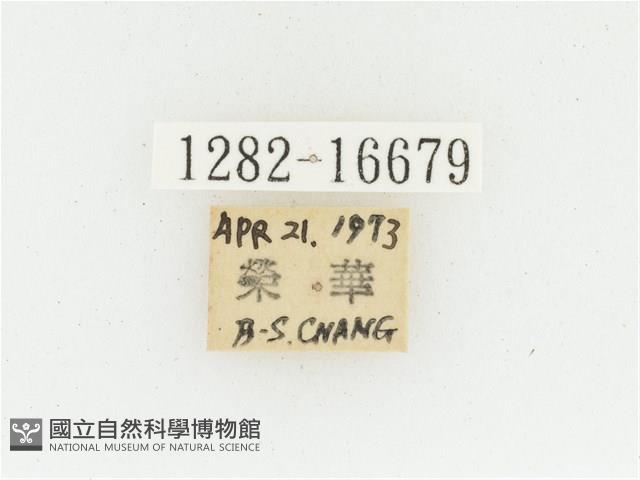 1282-16679
APR 21. 1973
榮華
B-S. CHANG
國立自然科學博物館
NATIONAL MUSEUM OF NATURAL SCIENCE